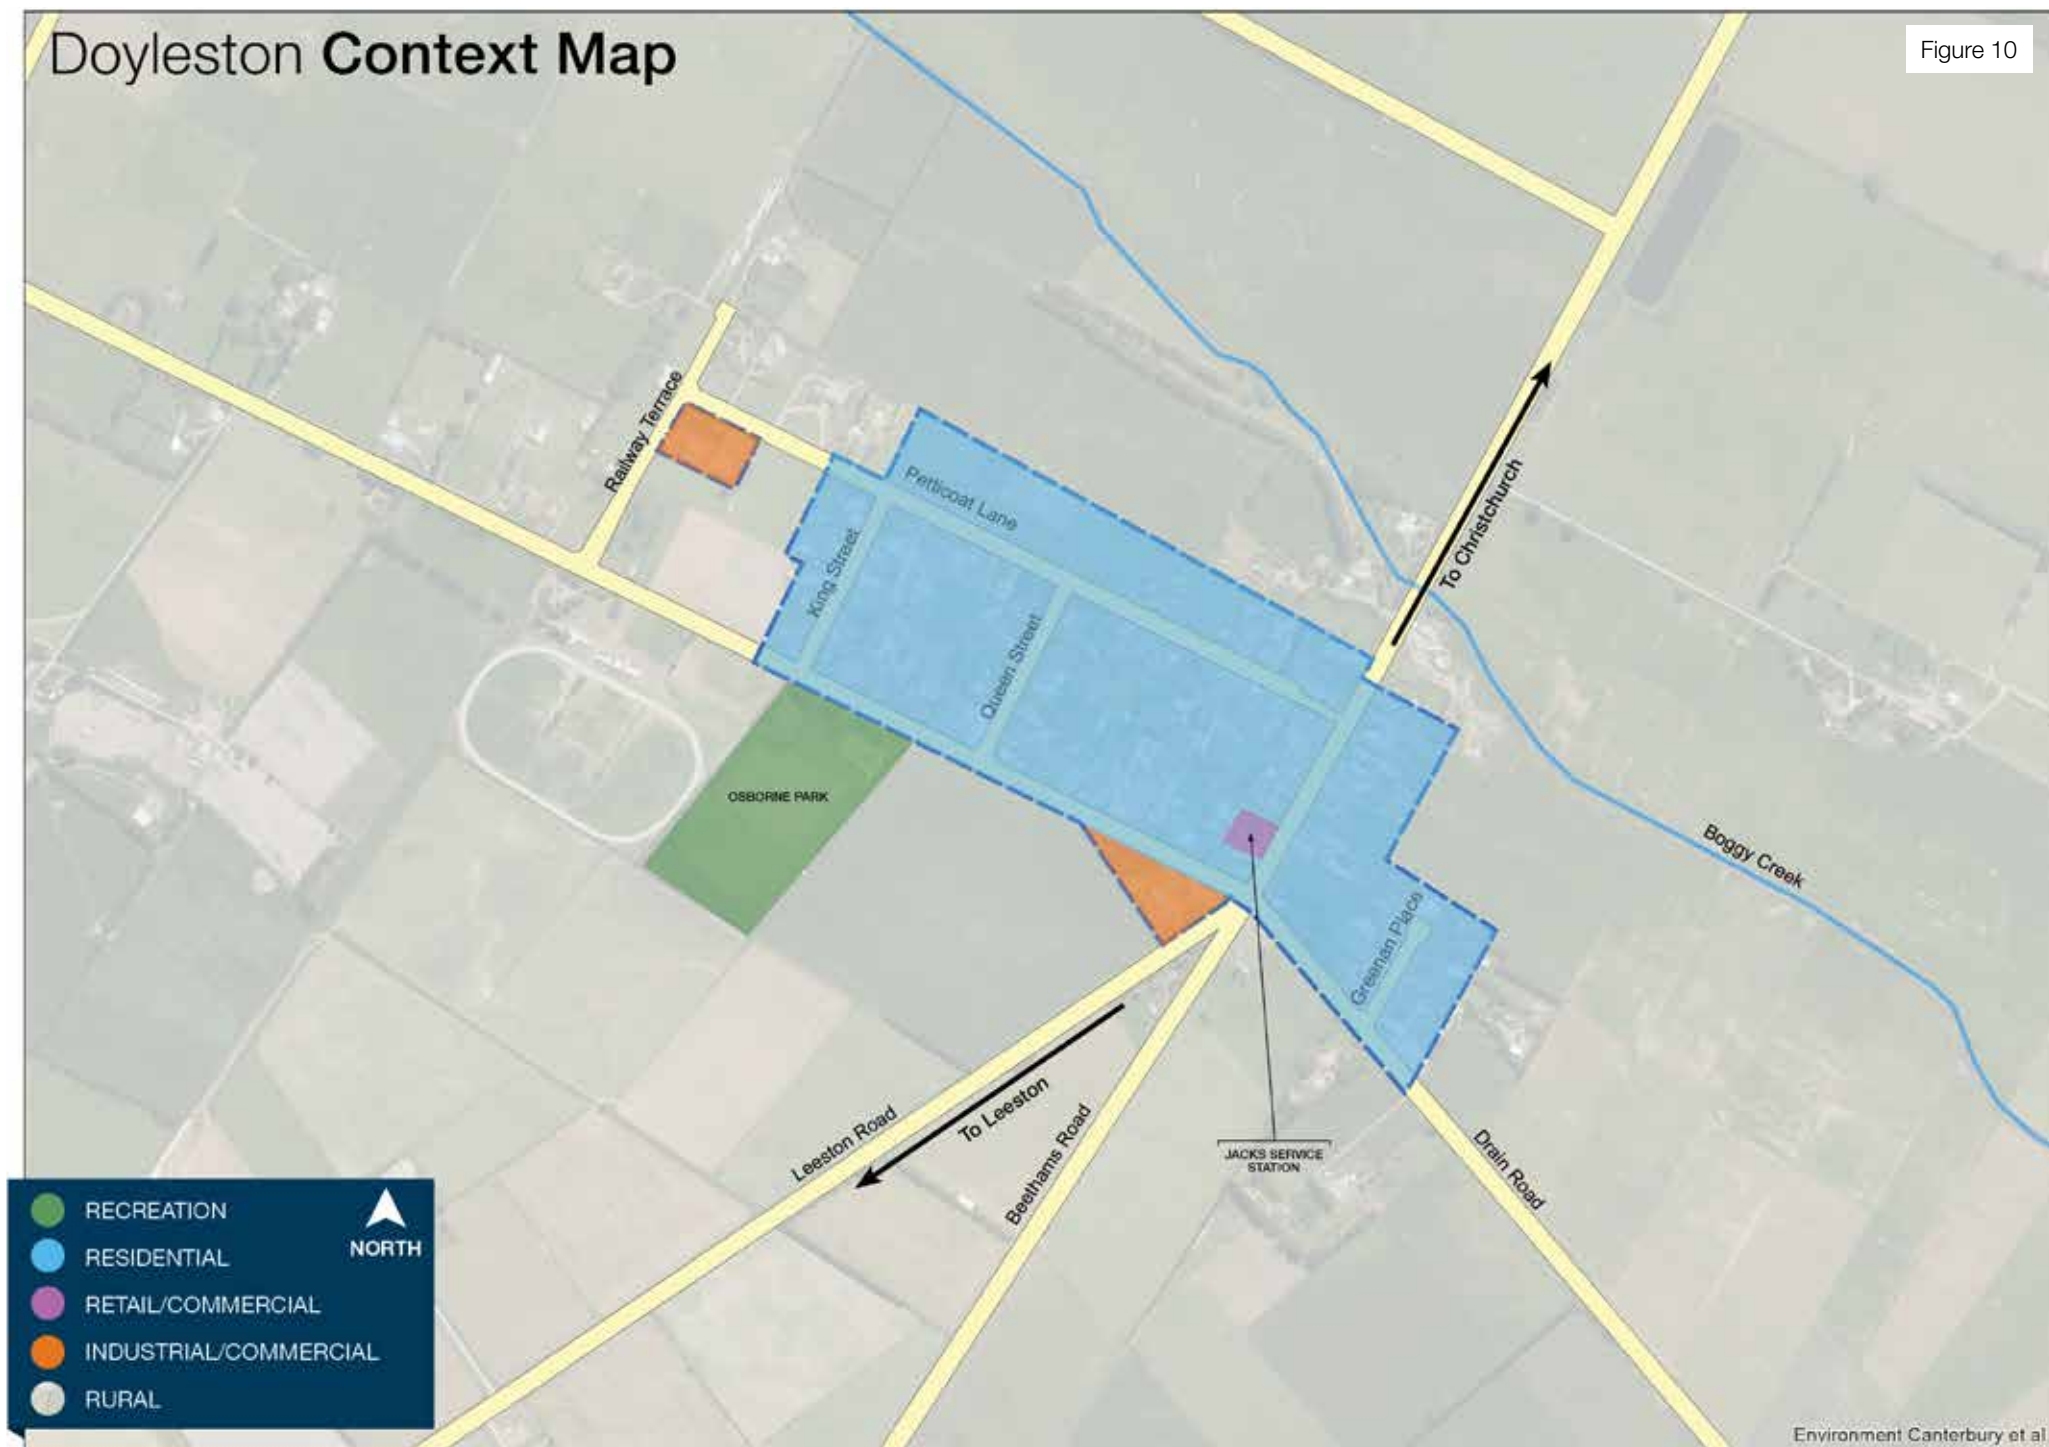 Doyleston Context Map
Figure 10
Railway Terrace
Petticoat Lane
King Street
Queen Street
To Christchurch
OSBORNE PARK
Boggy Creek
Greenan Place
Leeston Road
To Leeston
Beethams Road
JACKS SERVICE
STATION
Drain Road
RECREATION
RESIDENTIAL
RETAIL/COMMERCIAL
INDUSTRIAL/COMMERCIAL
RURAL
NORTH
Environment Canterbury et al